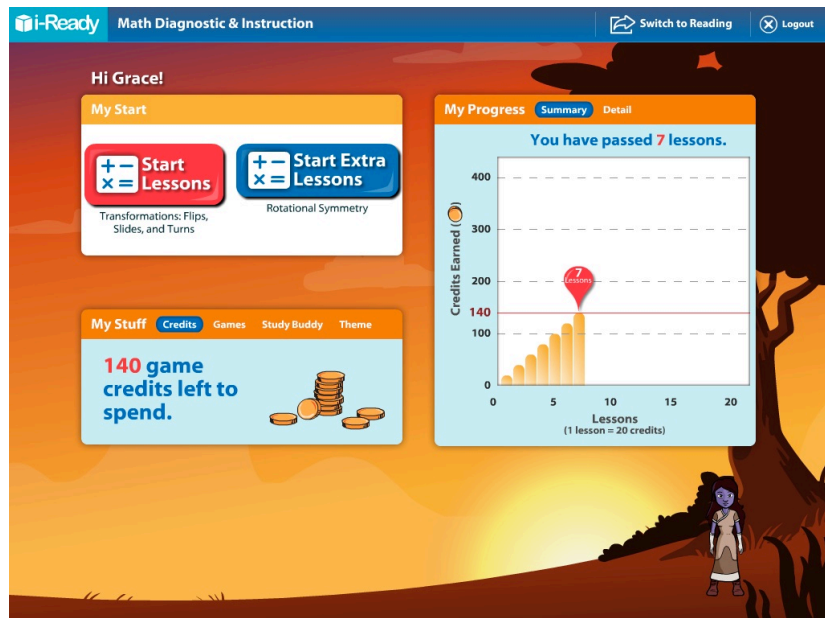 i-Ready Math Diagnostic & Instruction Switch to Reading Logout
Hi Grace!
My Start
+ −
× =
Start
Lessons
Transformations: Flips,
Slides, and Turns
+ −
× =
Start Extra
Lessons
Rotational Symmetry
My Stuff Credits Games Study Buddy Theme
140 game
credits left to
spend.
My Progress Summary Detail
You have passed 7 lessons.
Credits Earned ( )
400
300
200
140
100
0
7
Lessons
0 5 10 15 20
Lessons
(1 lesson = 20 credits)